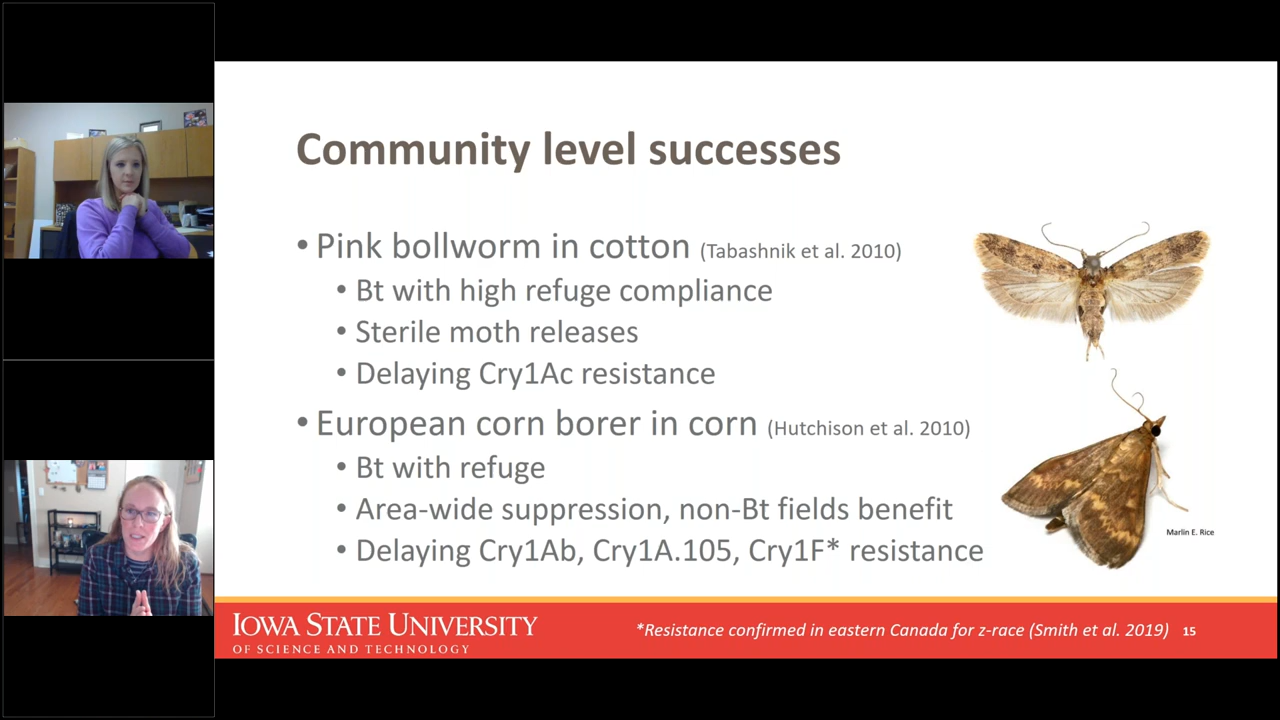 Community level successes
• Pink bollworm in cotton (Tabashnik et al. 2010)
• Bt with high refuge compliance
• Sterile moth releases
• Delaying Cry1Ac resistance
• European corn borer in corn (Hutchison et al. 2010)
• Bt with refuge
• Area-wide suppression, non-Bt fields benefit
Marlin E. Rice
• Delaying Cry1Ab, Cry1A.105, Cry1F* resistance
IOWA STATE UNIVERSITY
OF SCIENCE AND TECHNOLOGY
*Resistance confirmed in eastern Canada for z-race (Smith et al. 2019) 15